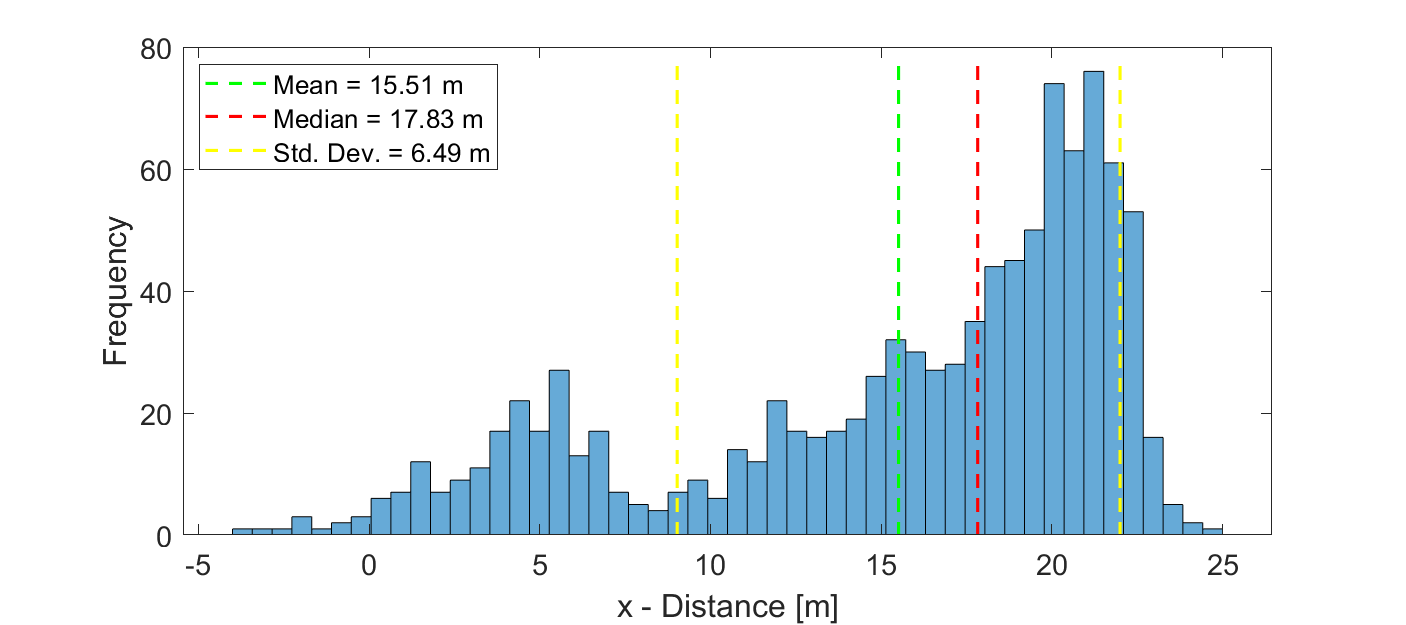 80
60
40
20
0
Frequency
Mean = 15.51 m
Median = 17.83 m
Std. Dev. = 6.49 m
-5 0 5 10 15 20 25
x - Distance [m]